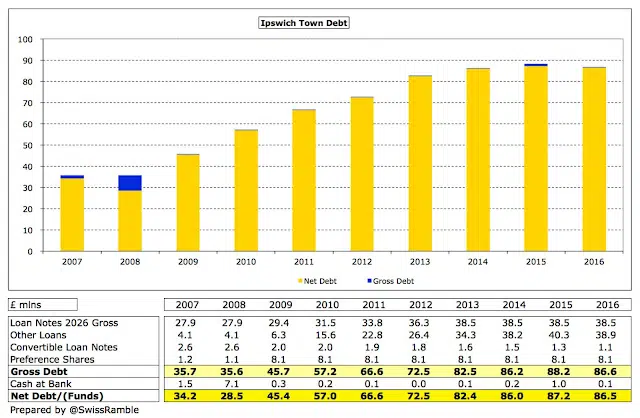 Ipswich Town Debt
100
90
80
70
60
50
40
30
20
10
0
2007 2008 2009 2010 2011 2012 2013 2014 2015 2016
Net Debt Gross Debt
£ mlns 2007 2008 2009 2010 2011 2012 2013 2014 2015 2016
Loan Notes 2026 Gross 27.9 27.9 29.4 31.5 33.8 36.3 38.5 38.5 38.5 38.5
Other Loans 4.1 4.1 6.3 15.6 22.8 26.4 34.3 38.2 40.3 38.9
Convertible Loan Notes 2.6 2.6 2.0 2.0 1.9 1.8 1.6 1.5 1.3 1.1
Preference Shares 1.2 1.1 8.1 8.1 8.1 8.1 8.1 8.1 8.1 8.1
Gross Debt 35.7 35.6 45.7 57.2 66.6 72.5 82.5 86.2 88.2 86.6
Cash at Bank 1.5 7.1 0.3 0.2 0.1 0.0 0.1 0.2 1.0 0.1
Net Debt/(Funds) 34.2 28.5 45.4 57.0 66.6 72.5 82.4 86.0 87.2 86.5
Prepared by @SwissRamble